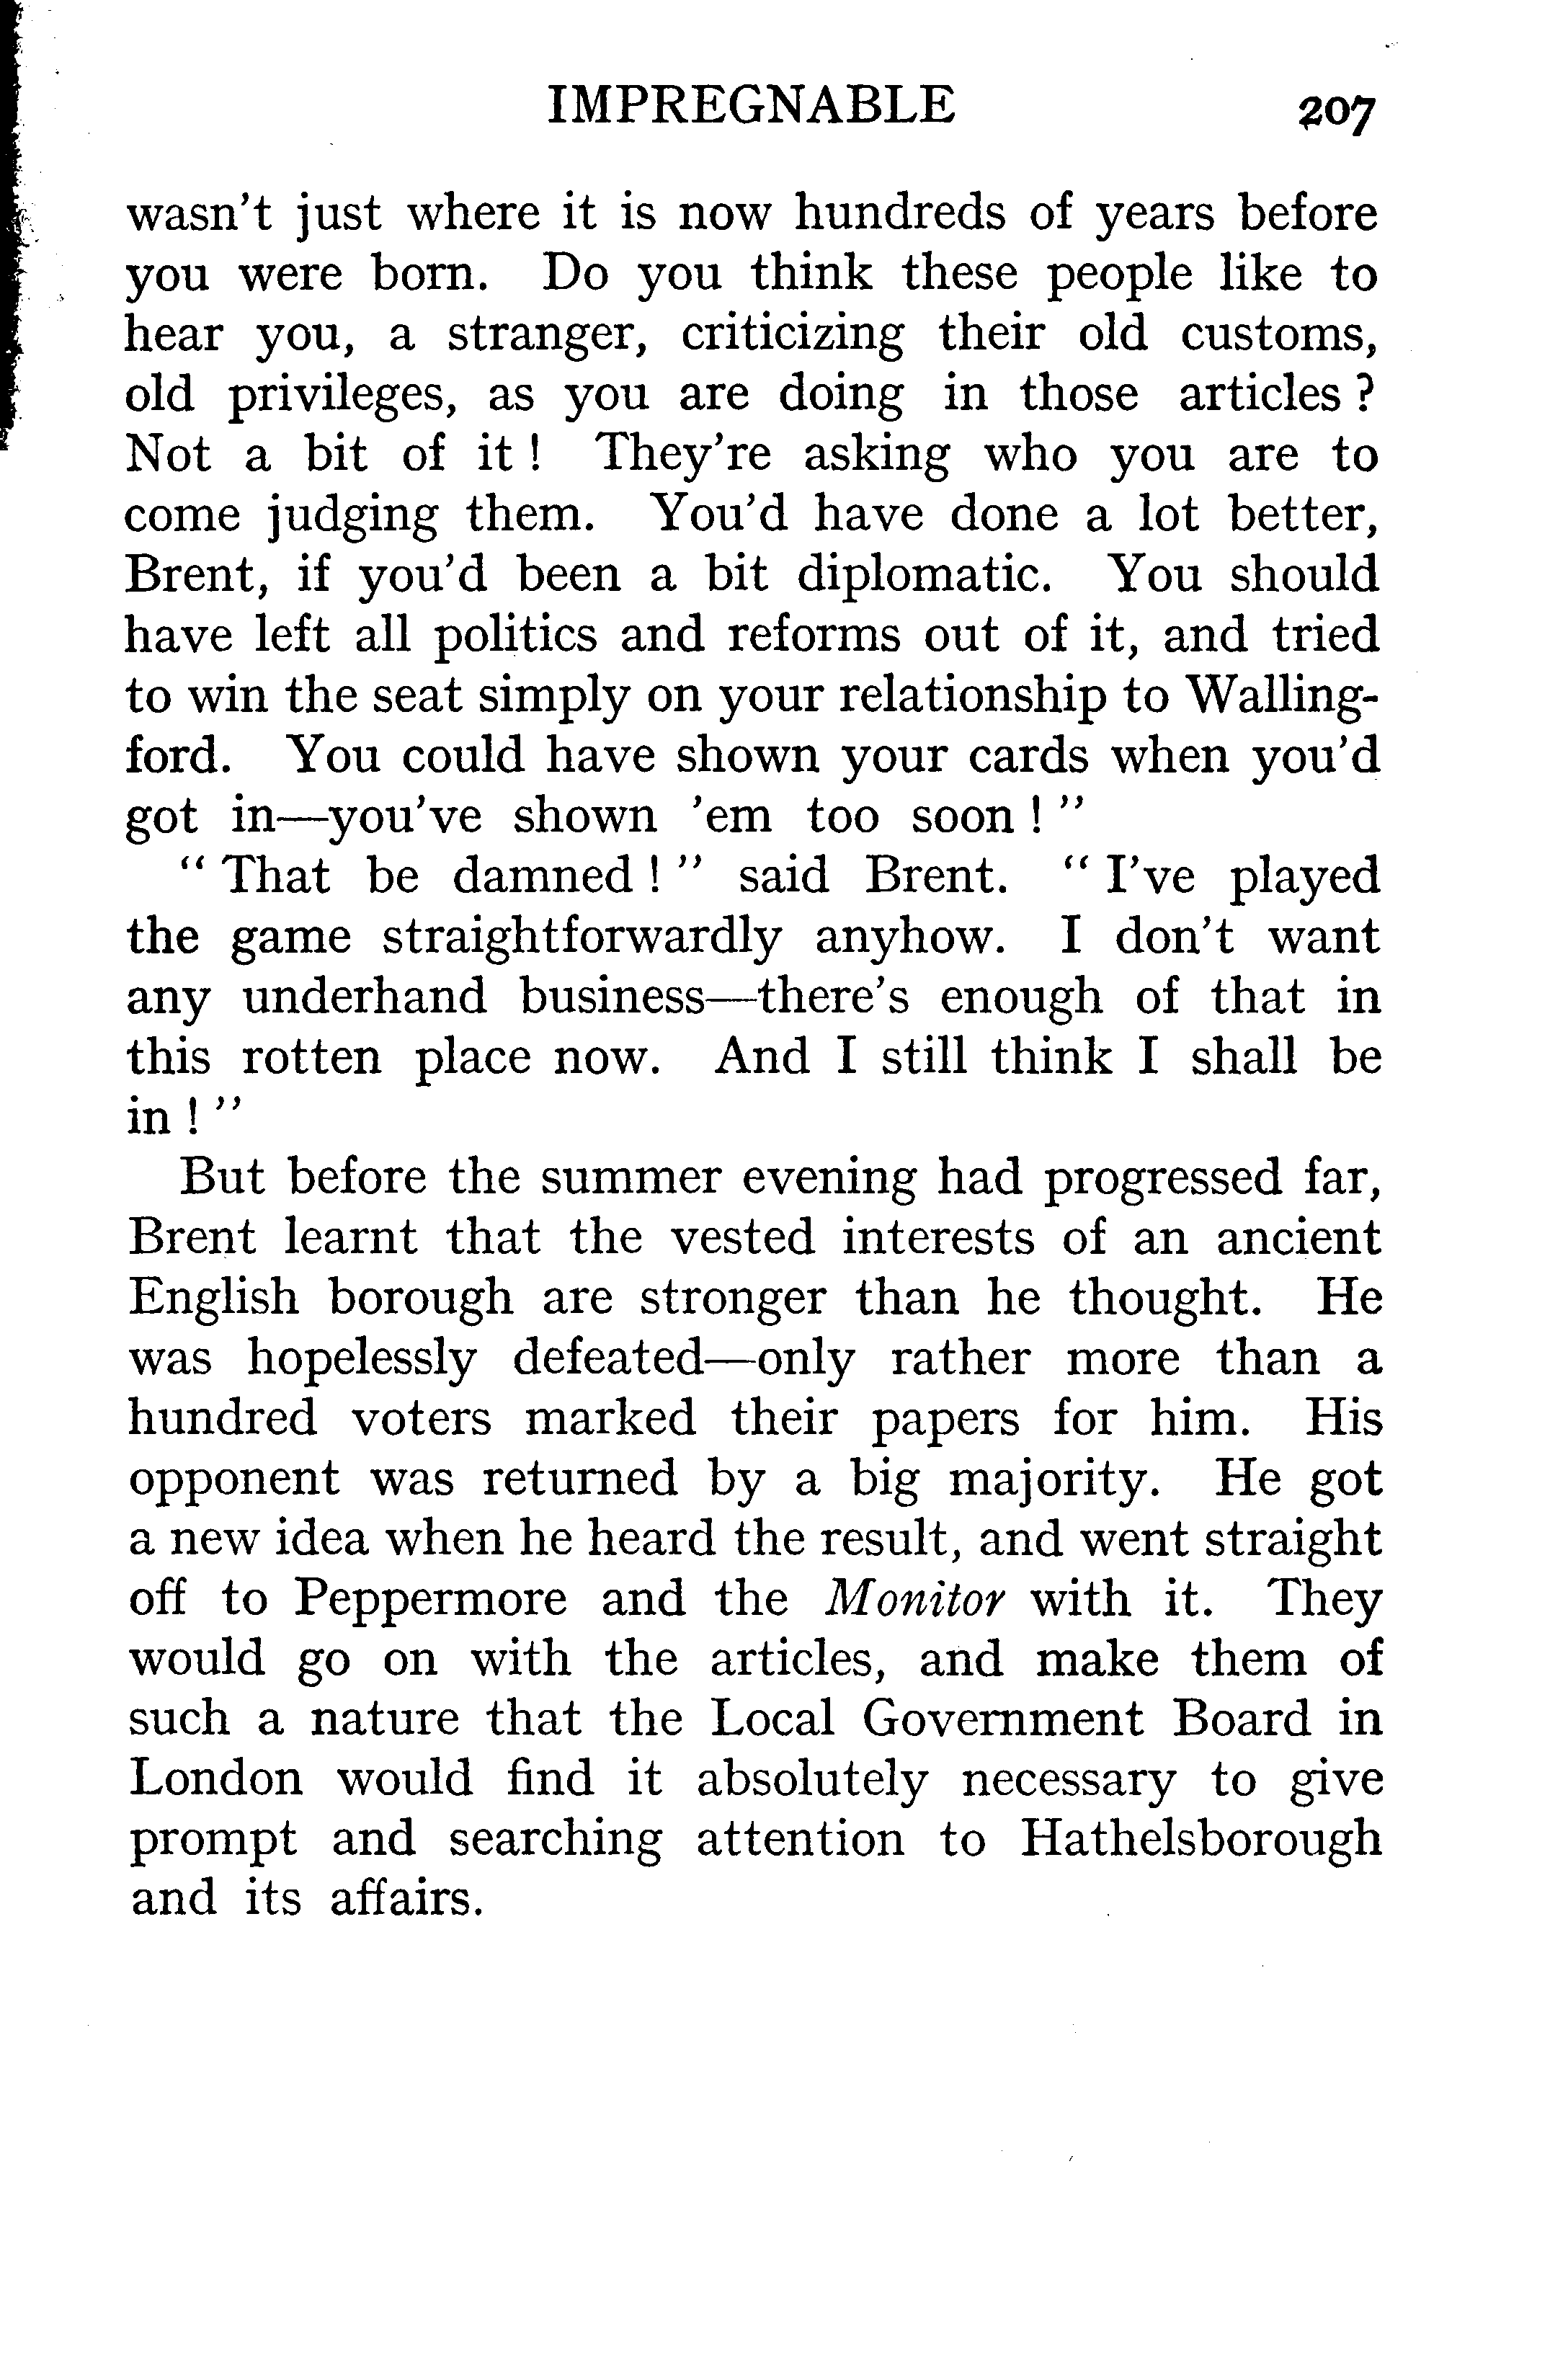 IMPREGNABLE 207
wasn't just where it is now hundreds of years before
you were born. Do you think these people like to
hear you, a stranger, criticizing their old customs,
old privileges, as you are doing in those articles ?
Not a bit of it ! They're asking who you are to
come judging them. You'd have done a lot better,
Brent, if you'd been a bit diplomatic. You should
have left all politics and reforms out of it, and tried
to win the seat simply on your relationship to Walling-
ford. You could have shown your cards when you'd
got in—you've shown 'em too soon ! ”
“ That be damned ! ” said Brent. “ I've played
the game straightforwardly anyhow. I don't want
any underhand business—there's enough of that in
this rotten place now. And I still think I shall be
in ! ”
But before the summer evening had progressed far,
Brent learnt that the vested interests of an ancient
English borough are stronger than he thought. He
was hopelessly defeated—only rather more than a
hundred voters marked their papers for him. His
opponent was returned by a big majority. He got
a new idea when he heard the result, and went straight
off to Peppermore and the Monitor with it. They
would go on with the articles, and make them of
such a nature that the Local Government Board in
London would find it absolutely necessary to give
prompt and searching attention to Hathelsborough
and its affairs.